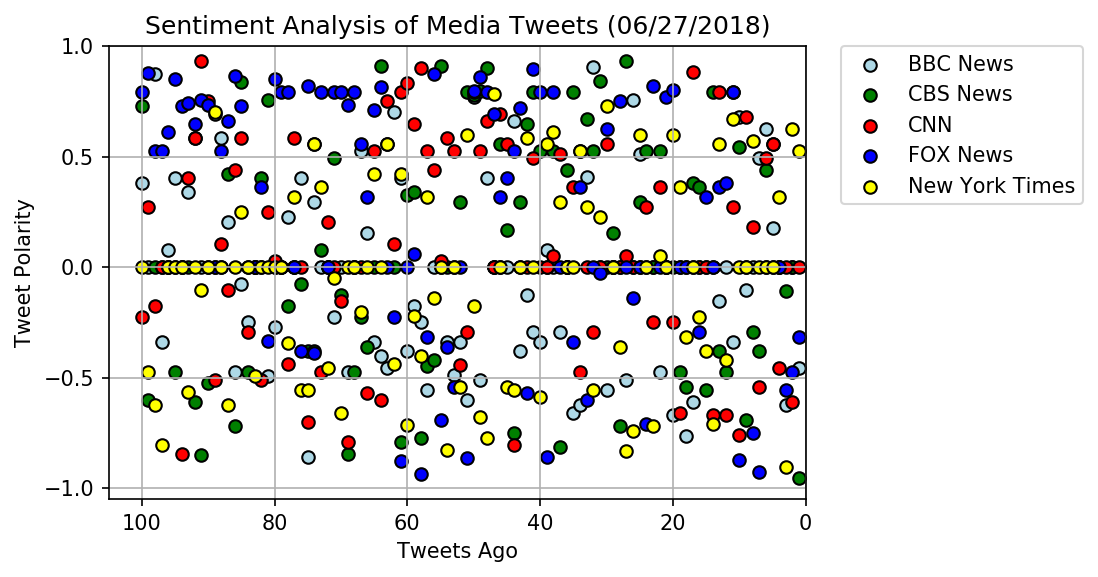 Sentiment Analysis of Media Tweets (06/27/2018)
1.0
0.5
0.0
−0.5
−1.0
Tweet Polarity
100
80
60
40
20
0
Tweets Ago
BBC News
CBS News
CNN
FOX News
New York Times